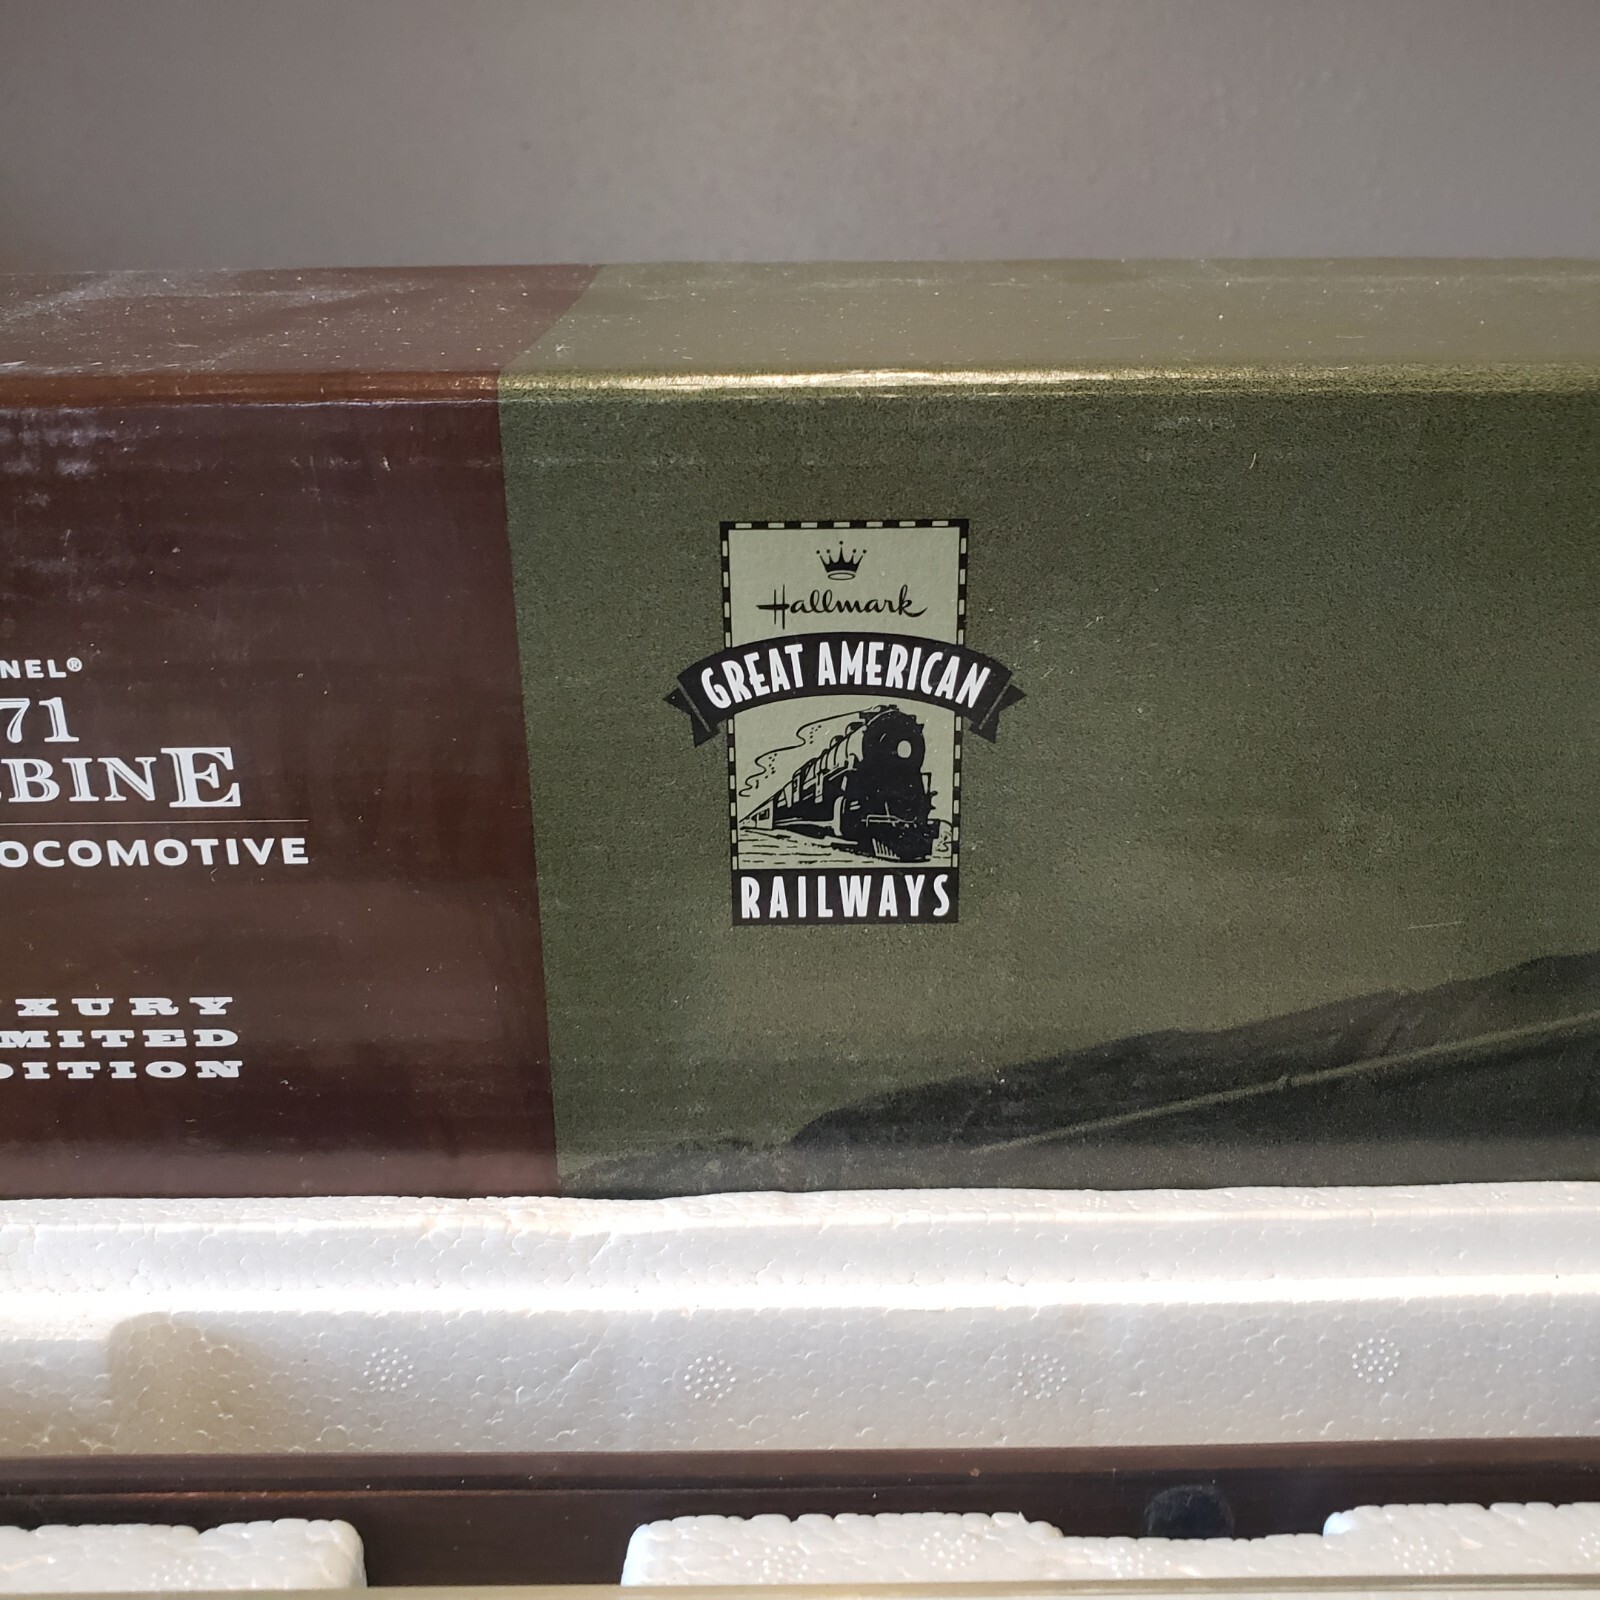 NEL®
71
BINE
OCOMOTIVE
XURY
MITED
DITION
Hallmark
GREAT AMERICAN
RAILWAYS